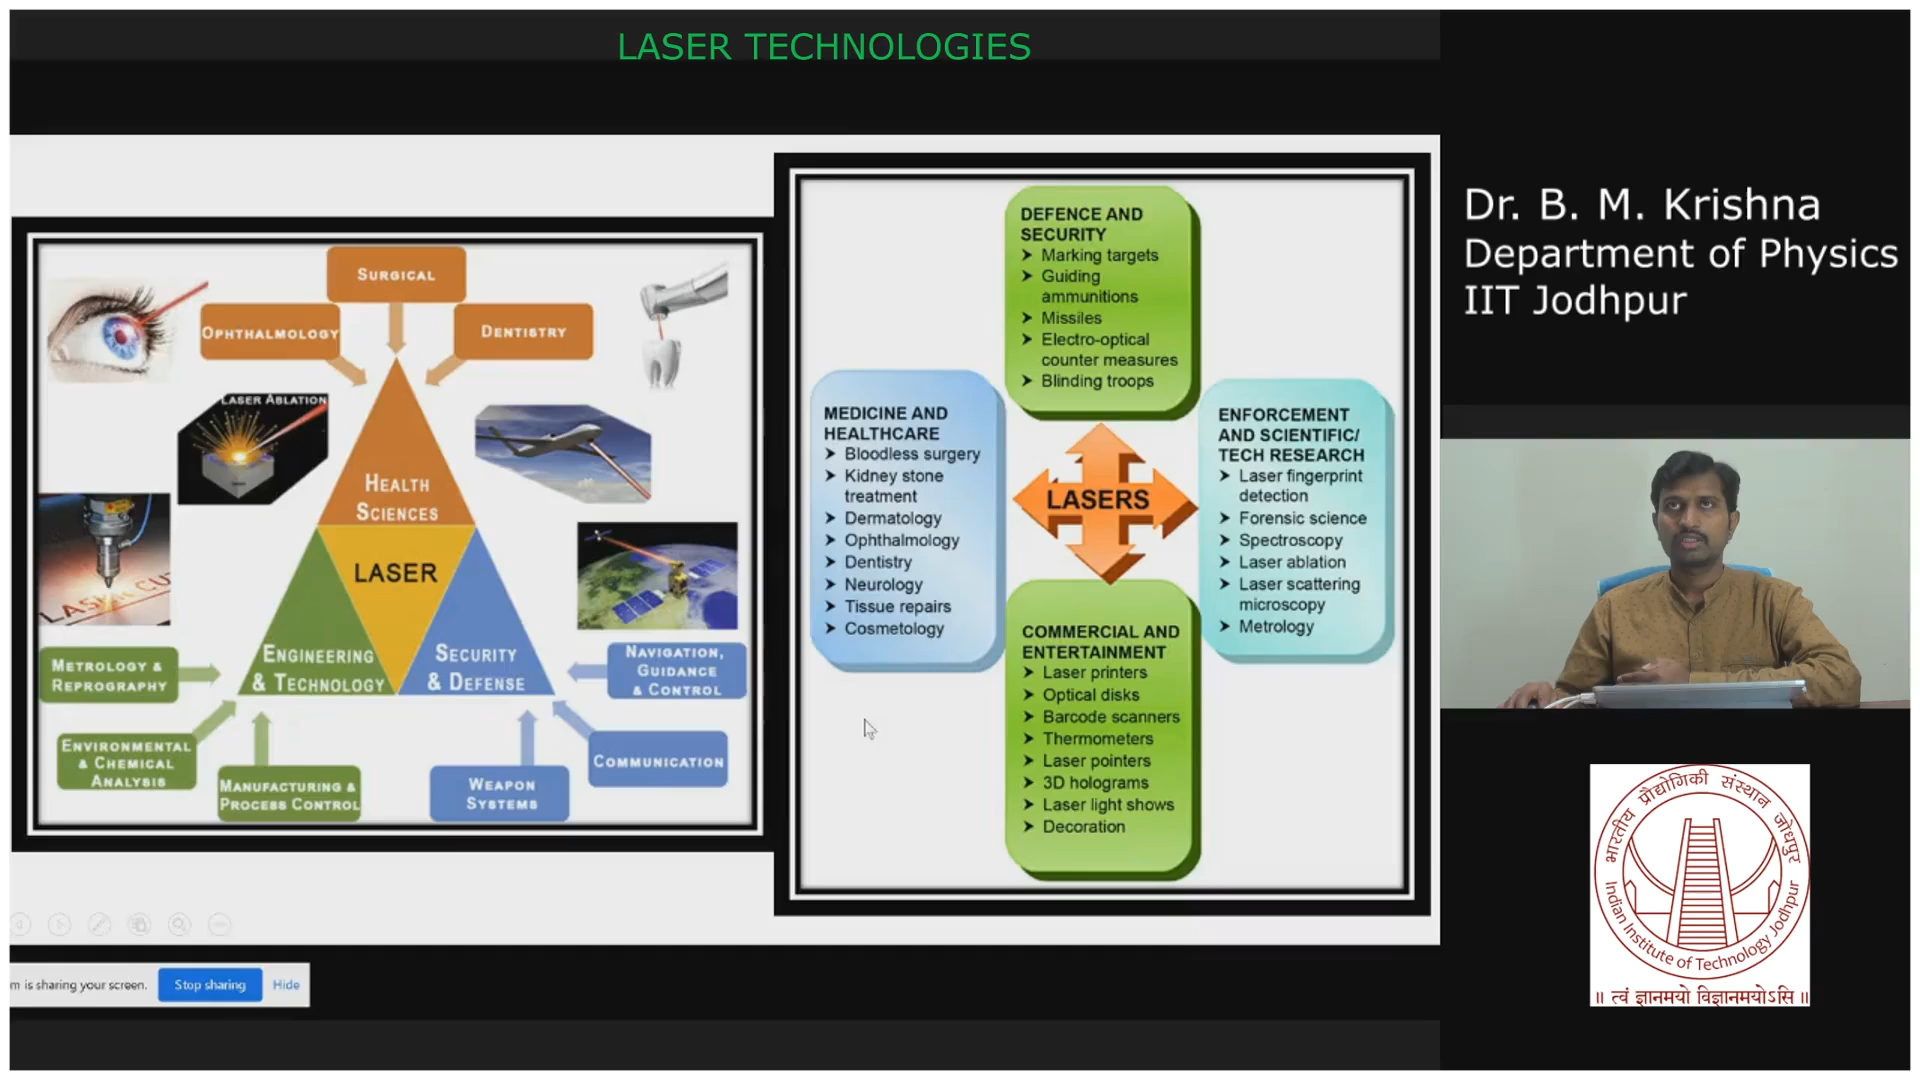 LASER TECHNOLOGIES
Dr. B. M. Krishna
Department of Physics
IIT Jodhpur
SURGICAL
OPHTHALMOLOGY
DENTISTRY
LASER ABLATION
HEALTH
SCIENCES
LASER
ENGINEERING
& TECHNOLOGY
SECURITY
& DEFENSE
METROLOGY &
REPROGRAPHY
ENVIRONMENTAL
& CHEMICAL
ANALYSIS
MANUFACTURING &
PROCESS CONTROL
WEAPON
SYSTEMS
COMMUNICATION
NAVIGATION,
GUIDANCE
& CONTROL
DEFENCE AND
SECURITY
➤ Marking targets
➤ Guiding
ammunitions
➤ Missiles
➤ Electro-optical
counter measures
➤ Blinding troops
MEDICINE AND
HEALTHCARE
➤ Bloodless surgery
➤ Kidney stone
treatment
➤ Dermatology
➤ Ophthalmology
➤ Dentistry
➤ Neurology
➤ Tissue repairs
➤ Cosmetology
LASERS
ENFORCEMENT
AND SCIENTIFIC/
TECH RESEARCH
➤ Laser fingerprint
detection
➤ Forensic science
➤ Spectroscopy
➤ Laser ablation
➤ Laser scattering
microscopy
➤ Metrology
COMMERCIAL AND
ENTERTAINMENT
➤ Laser printers
➤ Optical disks
➤ Barcode scanners
➤ Thermometers
➤ Laser pointers
➤ 3D holograms
➤ Laser light shows
➤ Decoration
m is sharing your screen.
Stop sharing
Hide
भारतीय प्रौद्योगिकी संस्थान जोधपुर
Indian Institute of Technology Jodhpur
॥ त्वं ज्ञानमयो विज्ञानमयोऽसि ॥